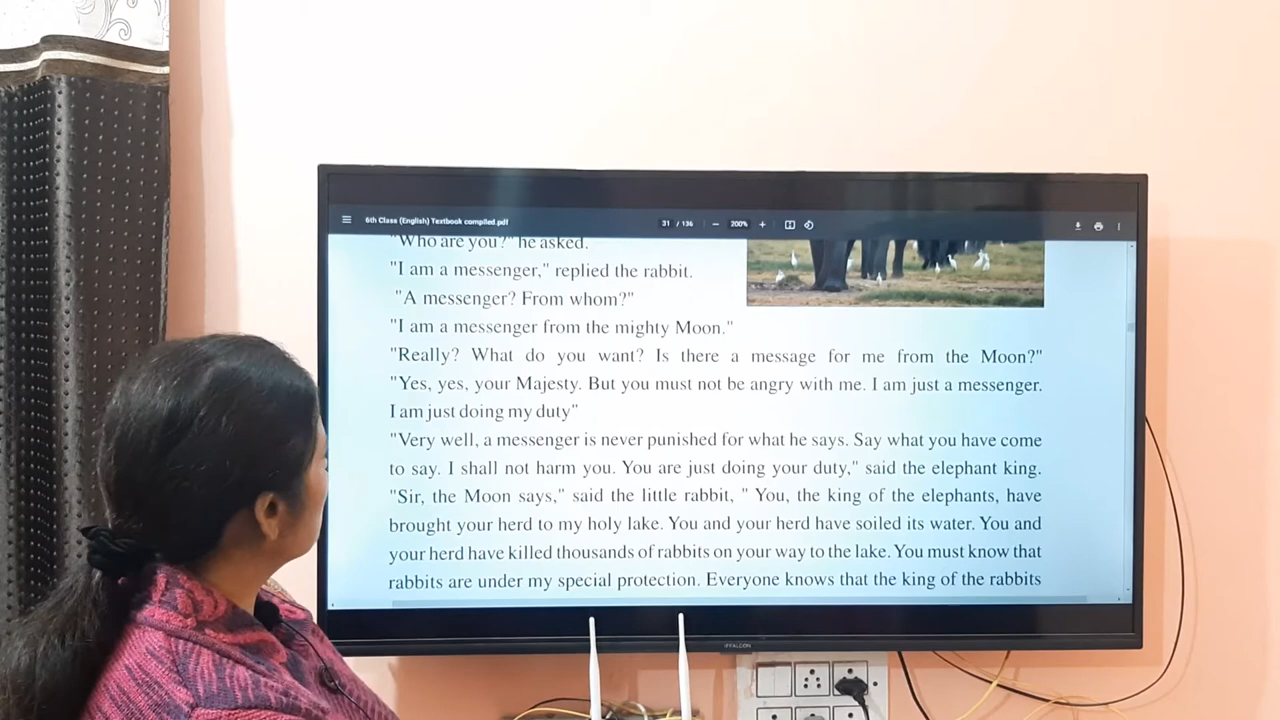 6th Class (English) Textbook compiled.pdf
31 / 136
200%
"Who are you?" he asked.
"I am a messenger," replied the rabbit.
"A messenger? From whom?"
"I am a messenger from the mighty Moon."
"Really? What do you want? Is there a message for me from the Moon?"
"Yes, yes, your Majesty. But you must not be angry with me. I am just a messenger.
I am just doing my duty"
"Very well, a messenger is never punished for what he says. Say what you have come
to say. I shall not harm you. You are just doing your duty," said the elephant king.
"Sir, the Moon says," said the little rabbit, " You, the king of the elephants, have
brought your herd to my holy lake. You and your herd have soiled its water. You and
your herd have killed thousands of rabbits on your way to the lake. You must know that
rabbits are under my special protection. Everyone knows that the king of the rabbits
iFFALCON